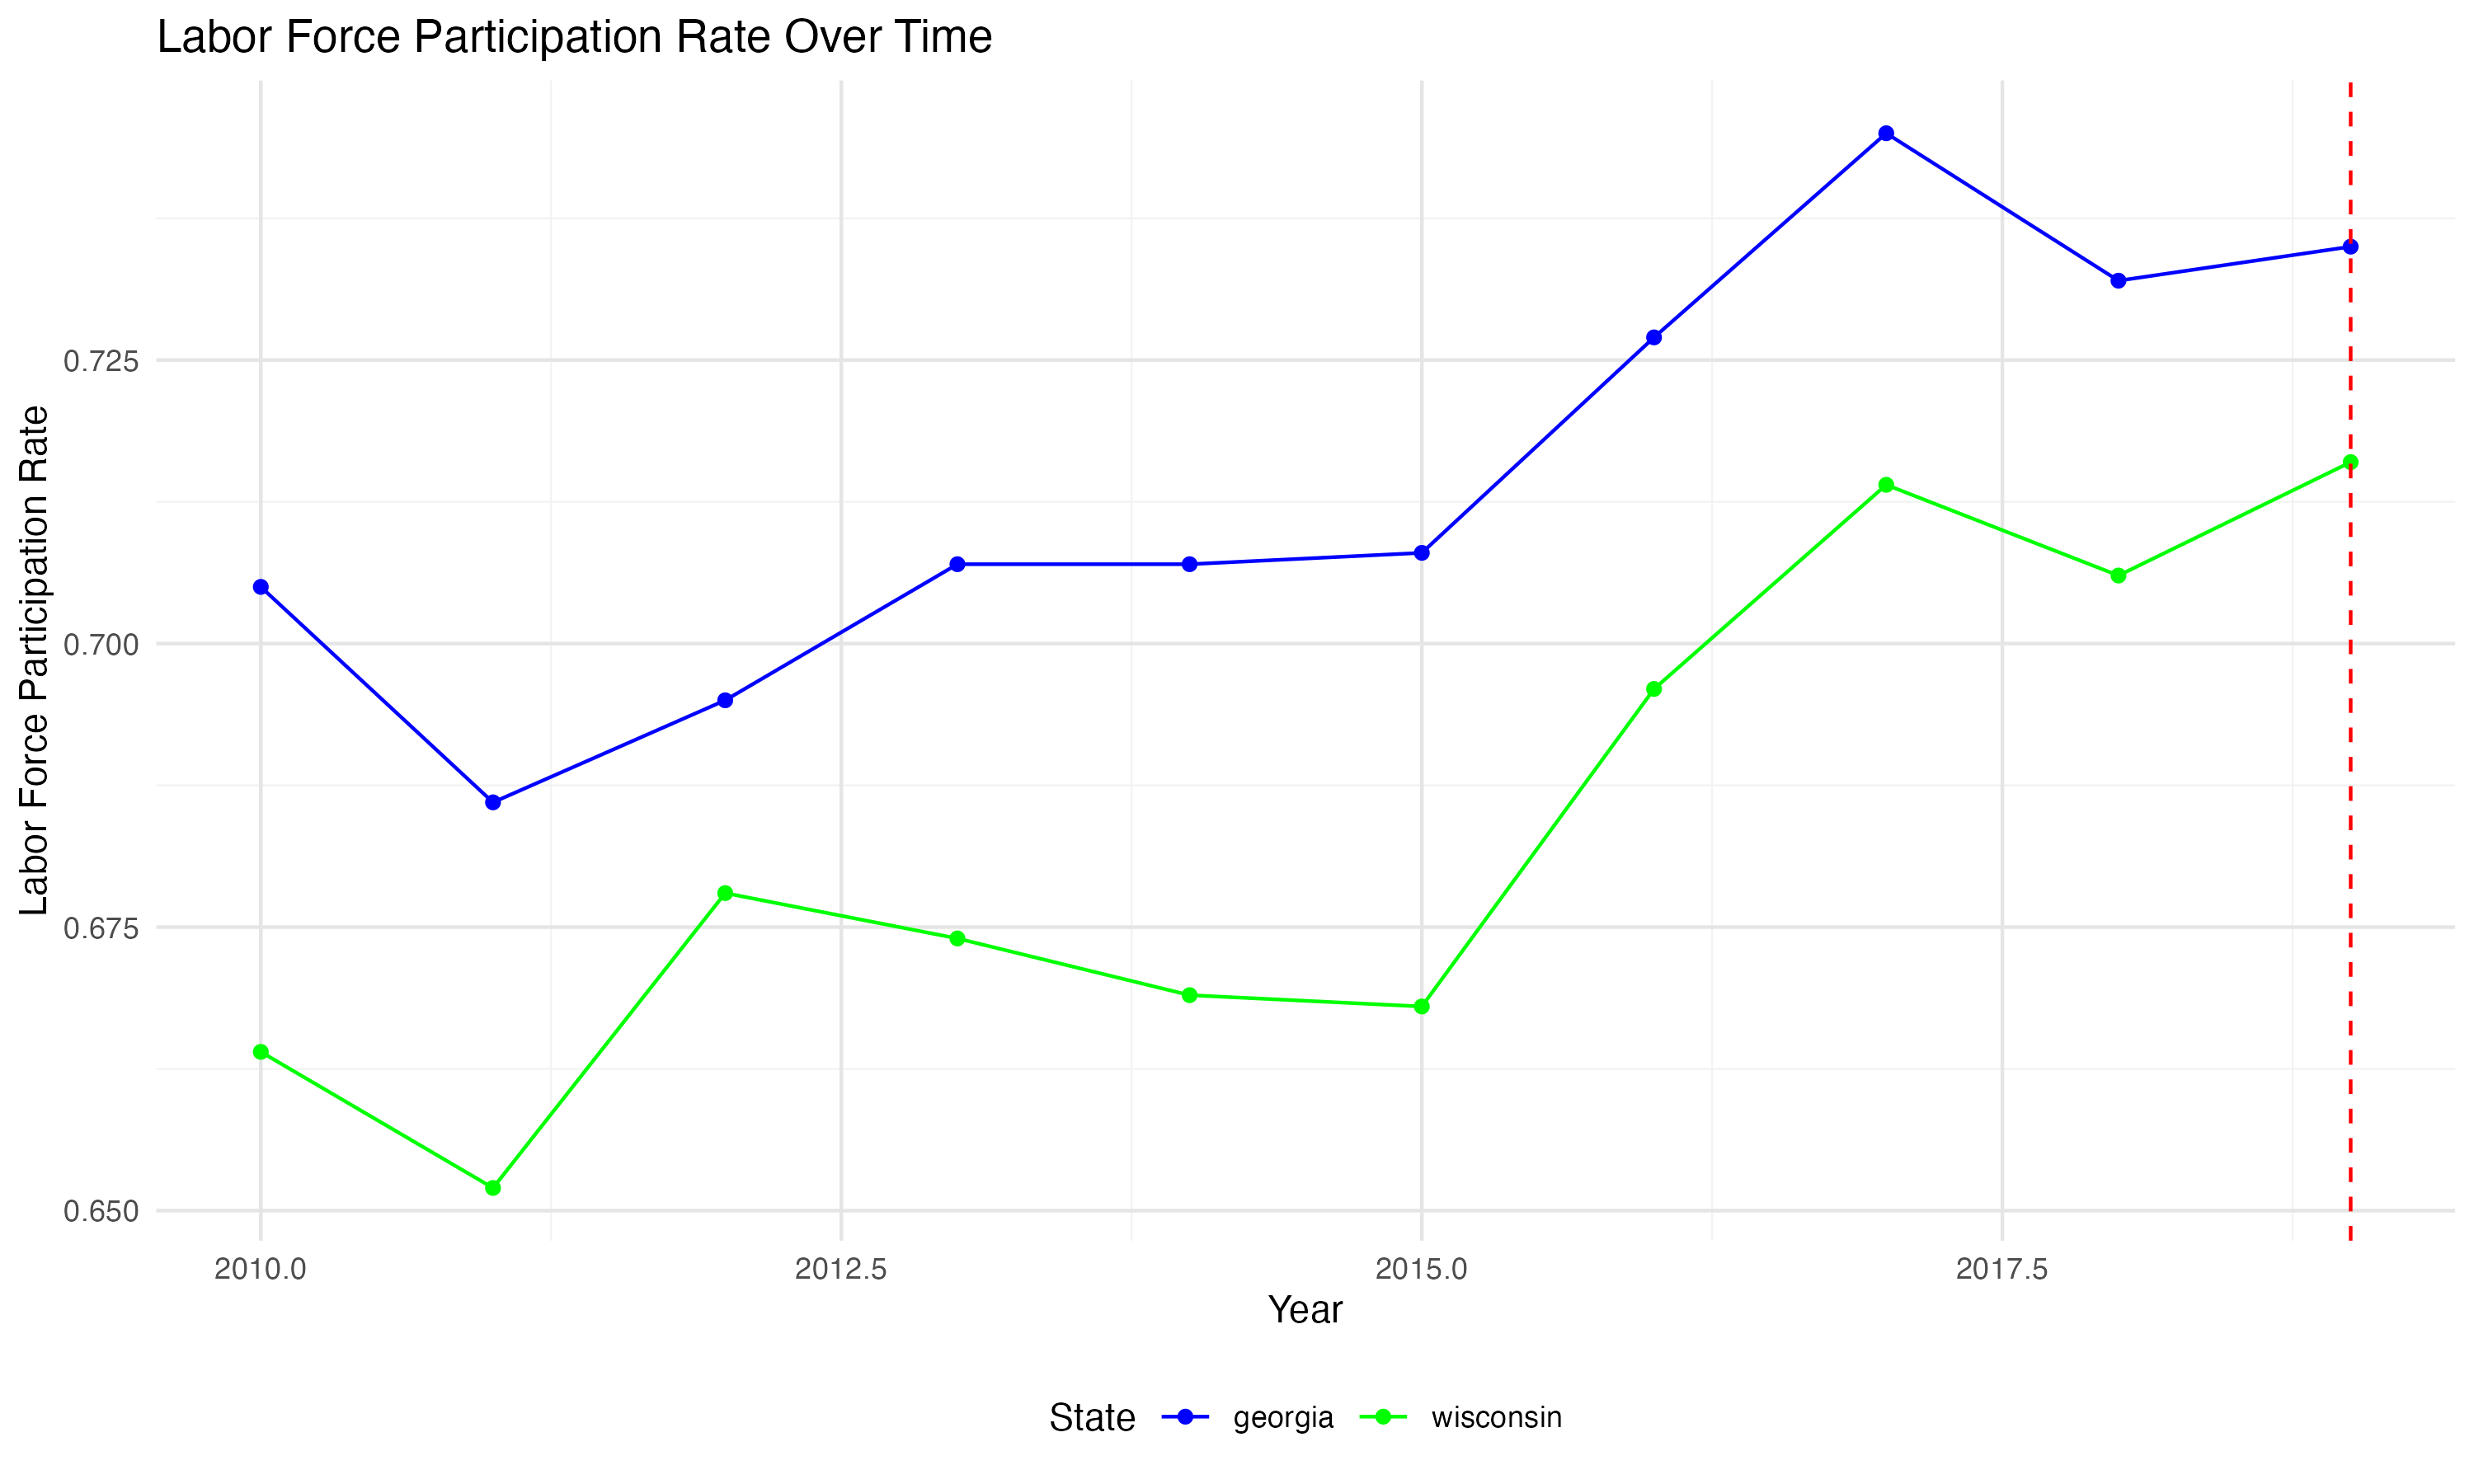 Labor Force Participation Rate Over Time
Labor Force Participation Rate
0.725
0.700
0.675
0.650
2010.0 2012.5 2015.0 2017.5
Year
State georgia wisconsin